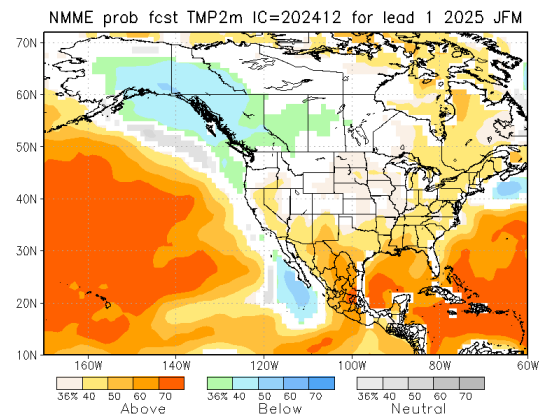 NMME prob fcst TMP2m IC=202412 for lead 1 2025 JFM
70N
60N
50N
40N
30N
20N
10N
160W 140W 120W 100W 80W 60W
36% 40 50 60 70 36% 40 50 60 70 36% 40 50 60 70
Above Below Neutral